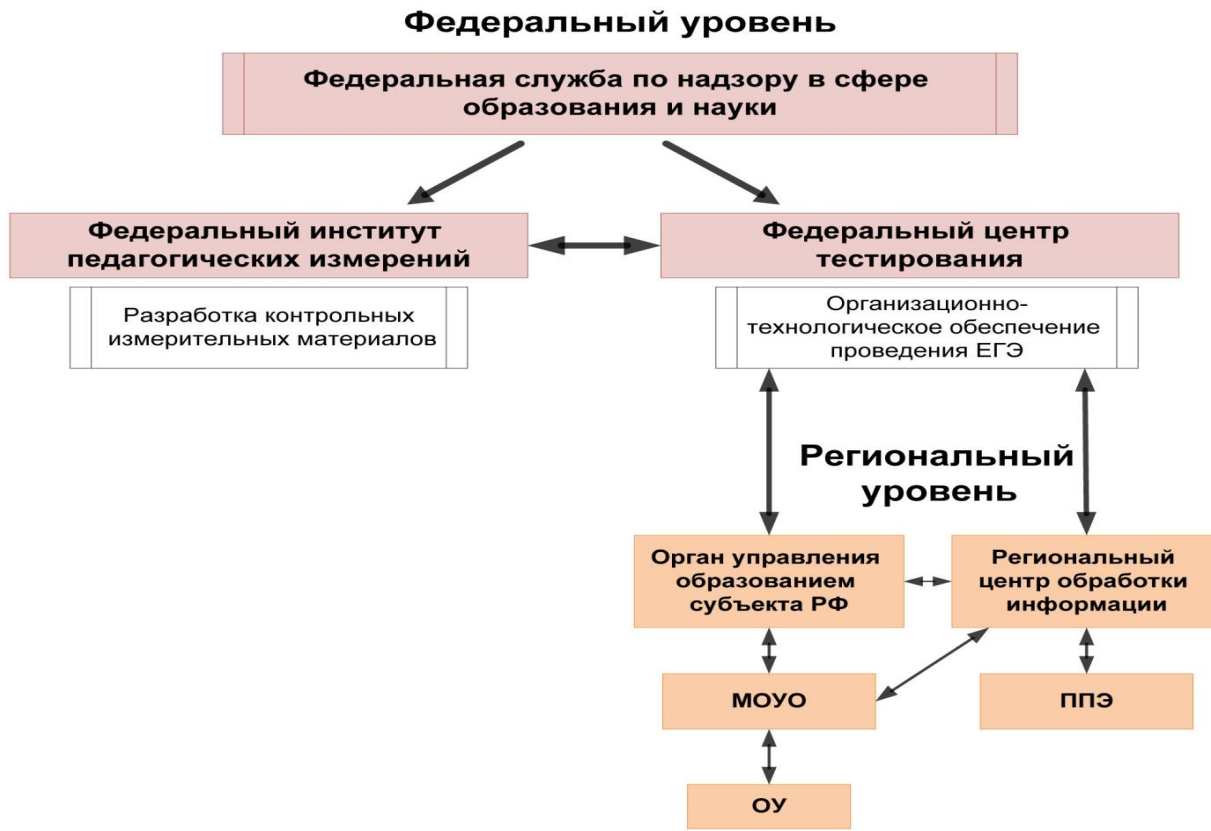 Федеральный уровень
Федеральная служба по надзору в сфере
образования и науки
Федеральный институт
педагогических измерений
Федеральный центр
тестирования
Разработка контрольных
измерительных материалов
Организационно-
технологическое обеспечение
проведения ЕГЭ
Региональный
уровень
Орган управления
образованием
субъекта РФ
Региональный
центр обработки
информации
МОУО
ППЭ
ОУ